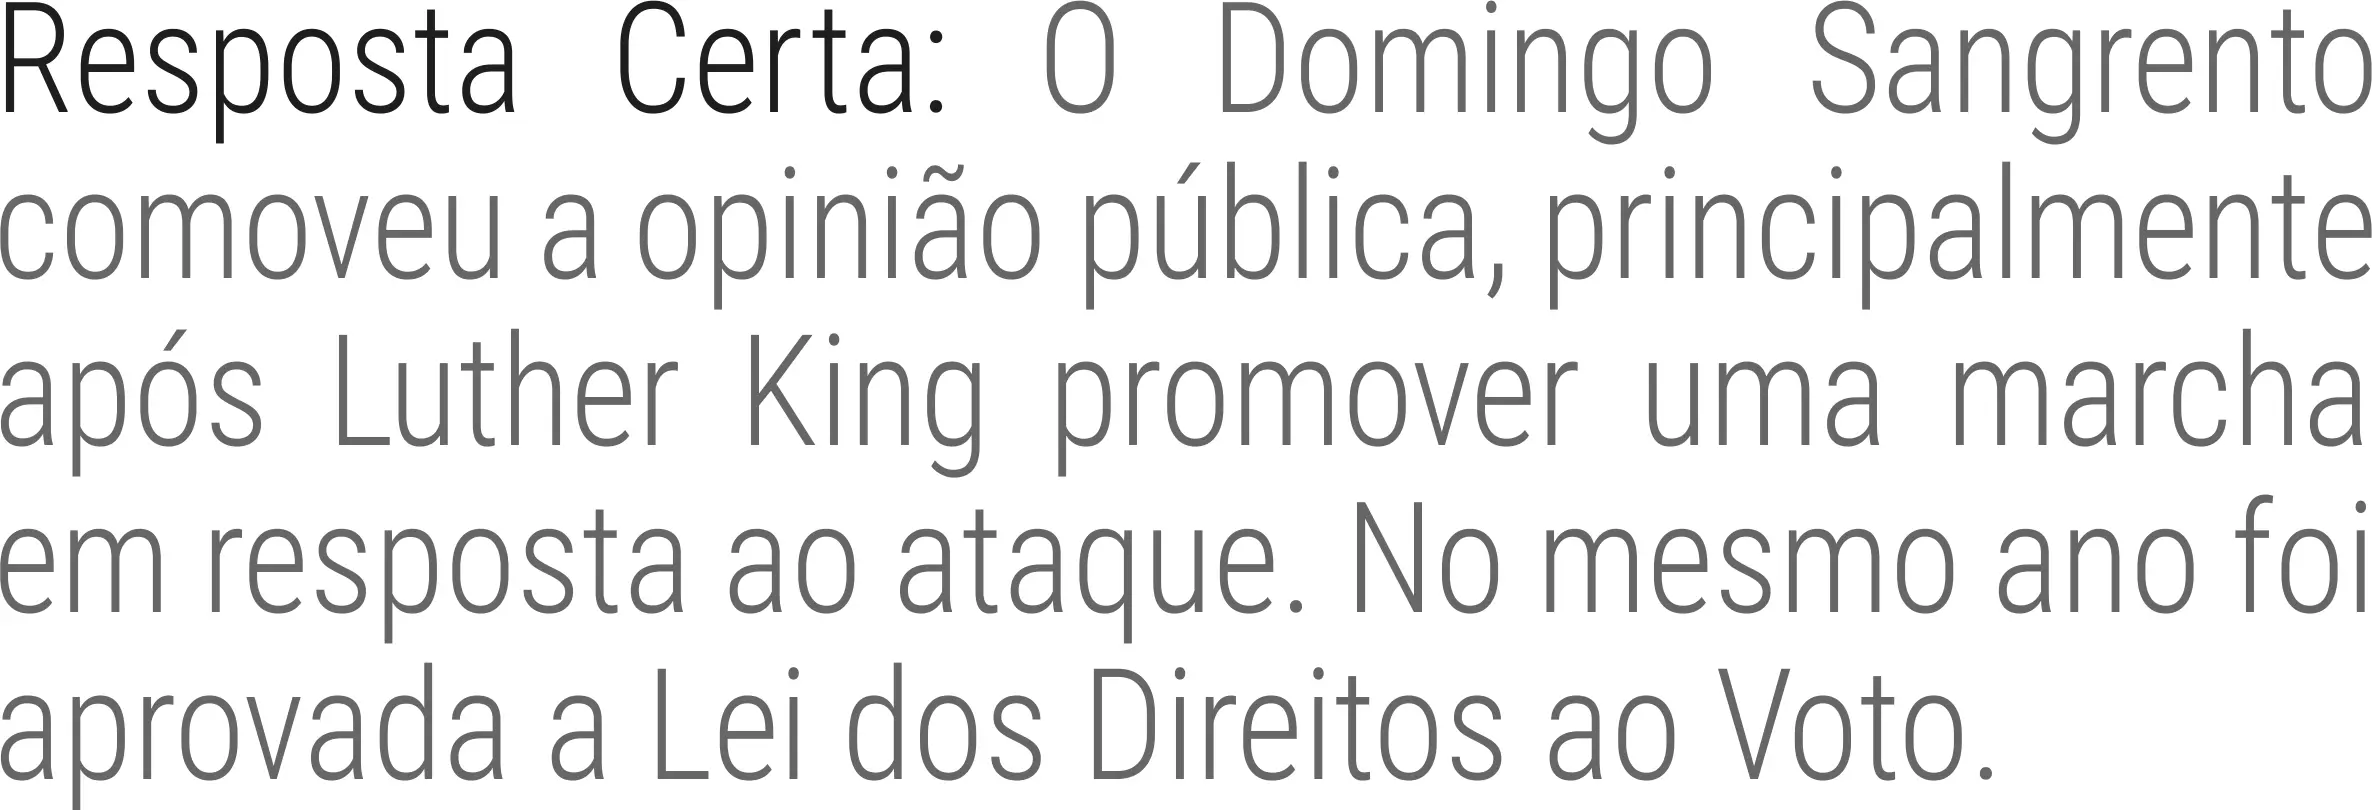 Resposta Certa: O Domingo Sangrento
comoveu a opinião pública, principalmente
após Luther King promover uma marcha
em resposta ao ataque. No mesmo ano foi
aprovada a Lei dos Direitos ao Voto.